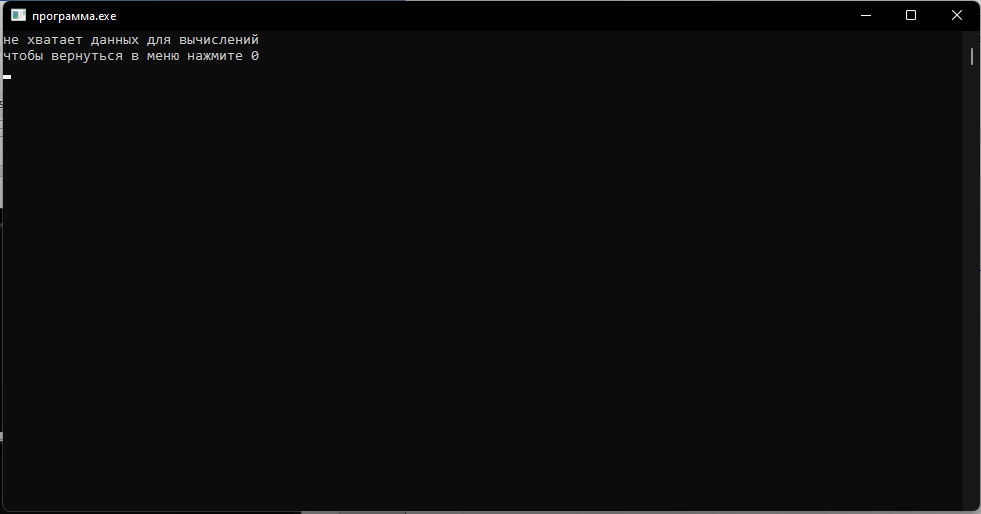 программа.exe
не хватает данных для вычислений
чтобы вернуться в меню нажмите 0